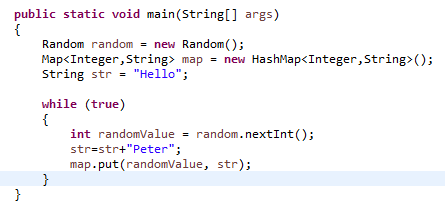 public static void main(String[] args)
{
    Random random = new Random();
    Map<Integer,String> map = new HashMap<Integer,String>();
    String str = "Hello";
    while (true)
    {
        int randomValue = random.nextInt();
        str=str+"Peter";
        map.put(randomValue, str);
    }
}